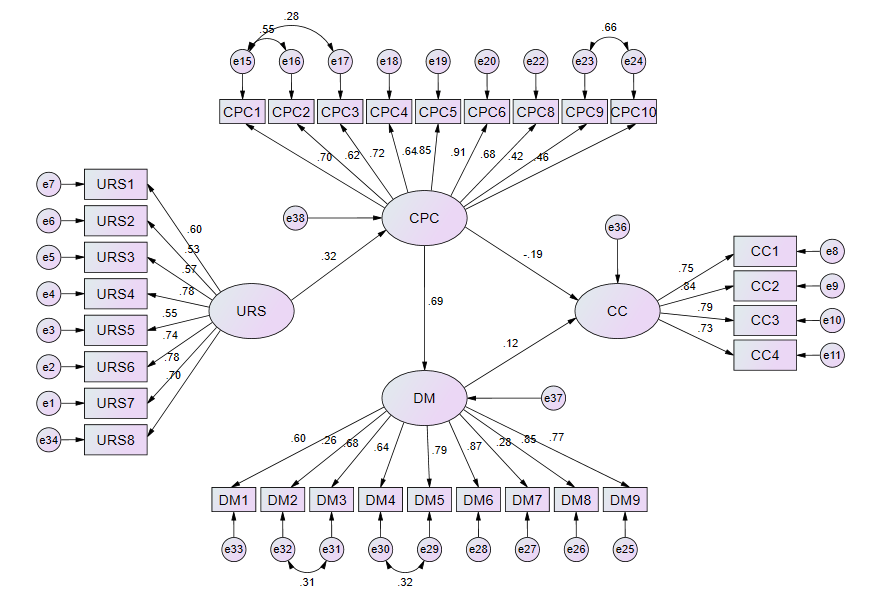 .28
.55
.66
e15 e16 e17 e18 e19 e20 e22 e23 e24
CPC1 CPC2 CPC3 CPC4 CPC5 CPC6 CPC8 CPC9 CPC10
.70 .62 .72 .64 .85 .91 .68 .42 .46
e7 URS1
e6 URS2
e5 URS3
e4 URS4
e3 URS5
e2 URS6
e1 URS7
e34 URS8
.60
.53
.57
.78
.55
.74
.78
.70
URS
.32
e38
CPC
-.19
.69
e36
CC
.75
.84
.79
.73
CC1 e8
CC2 e9
CC3 e10
CC4 e11
.12
DM
e37
.60 .26 .68 .64 .79 .87 .28 .85 .77
DM1 DM2 DM3 DM4 DM5 DM6 DM7 DM8 DM9
e33 e32 e31 e30 e29 e28 e27 e26 e25
.31 .32